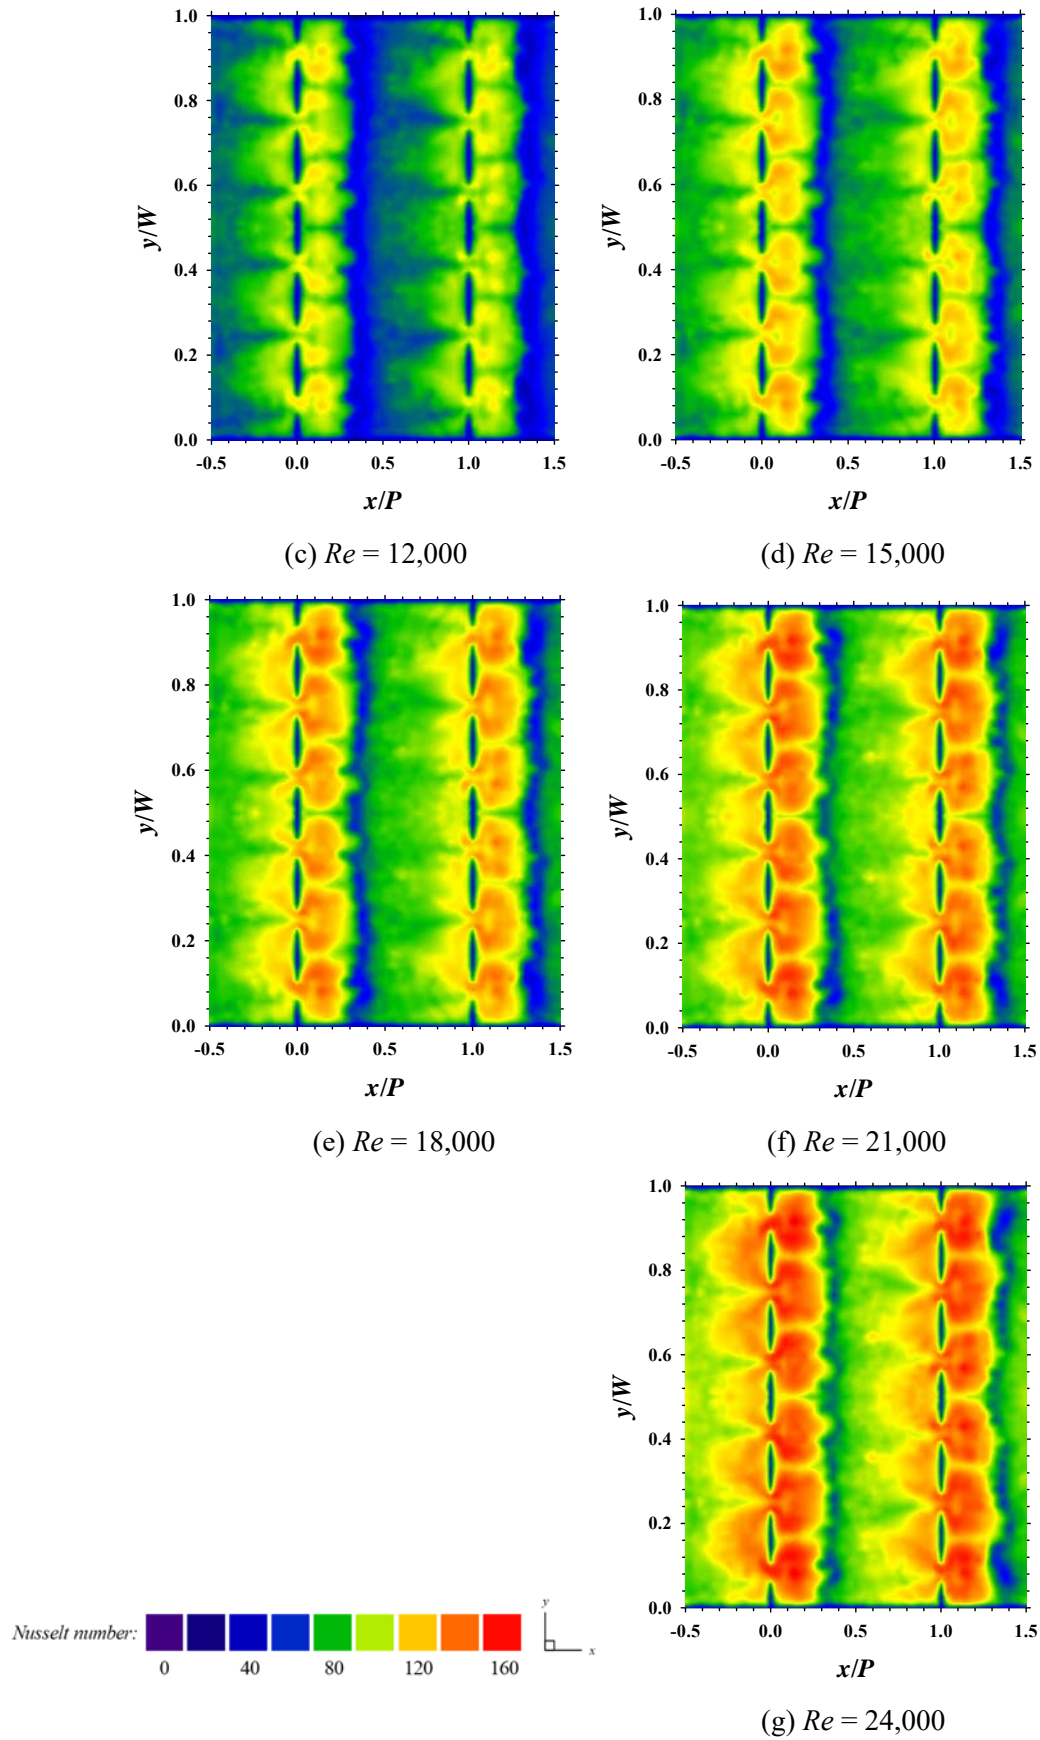 1.0
0.8
0.6
0.4
0.2
0.0
y/W
-0.5 0.0 0.5 1.0 1.5
x/P
(c) Re = 12,000
1.0
0.8
0.6
0.4
0.2
0.0
y/W
-0.5 0.0 0.5 1.0 1.5
x/P
(d) Re = 15,000
1.0
0.8
0.6
0.4
0.2
0.0
y/W
-0.5 0.0 0.5 1.0 1.5
x/P
(e) Re = 18,000
1.0
0.8
0.6
0.4
0.2
0.0
y/W
-0.5 0.0 0.5 1.0 1.5
x/P
(f) Re = 21,000
1.0
0.8
0.6
0.4
0.2
0.0
y/W
-0.5 0.0 0.5 1.0 1.5
x/P
(g) Re = 24,000
Nusselt number:
0 40 80 120 160
y
x